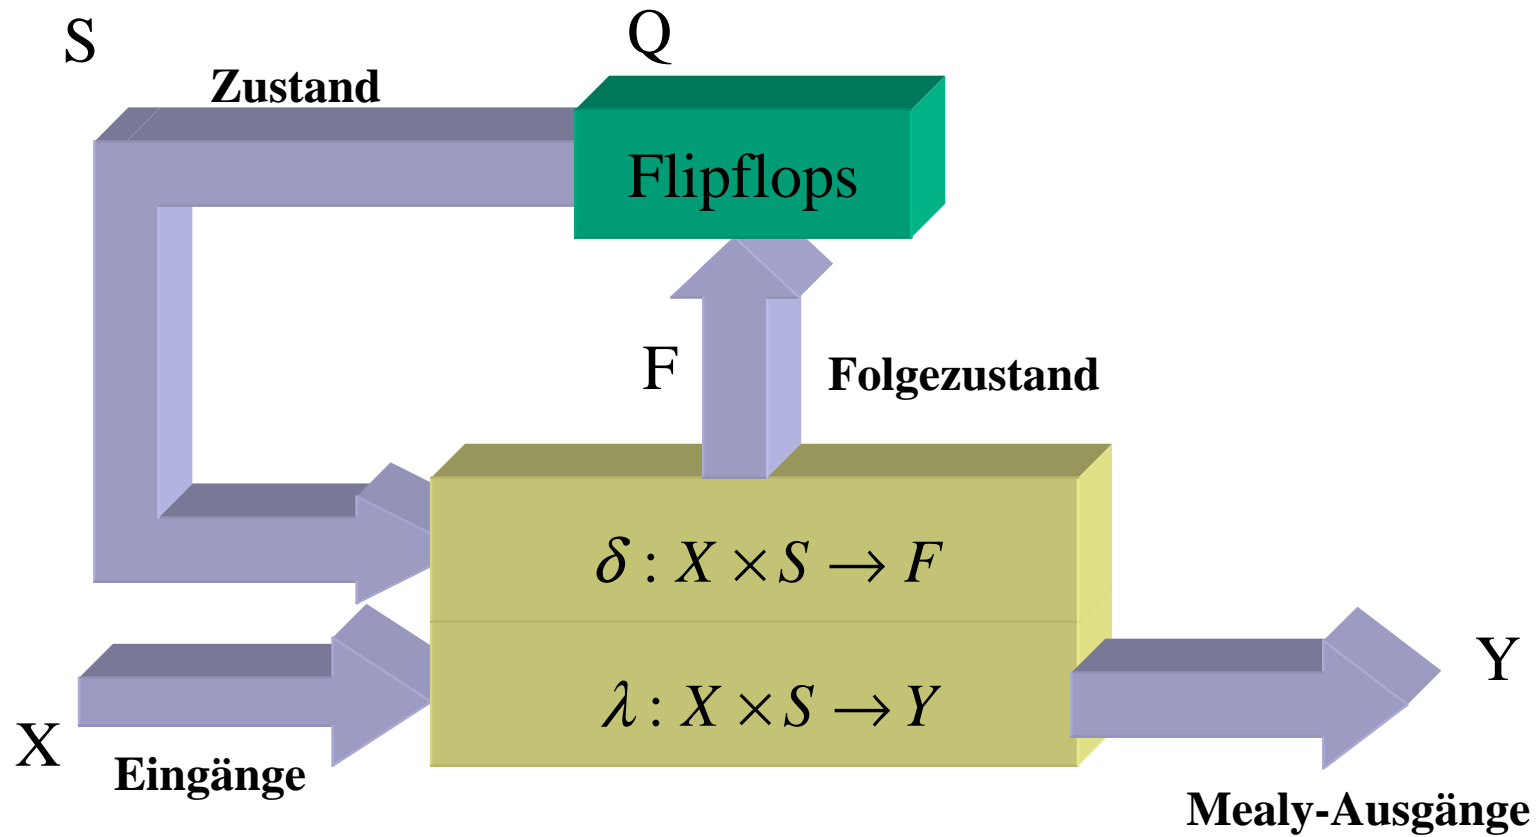 S
Q
Zustand
Flipflops
F
Folgezustand
δ : X × S → F
λ : X × S → Y
Y
X
Eingänge
Mealy-Ausgänge